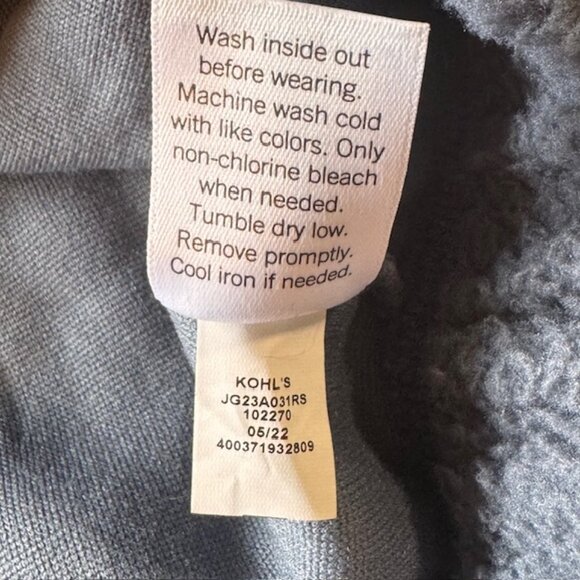 Wash inside out
before wearing.
Machine wash cold
with like colors. Only
non-chlorine bleach
when needed.
Tumble dry low.
Remove promptly.
Cool iron if needed.
KOHL'S
JG23A031RS
102270
05/22
400371932809